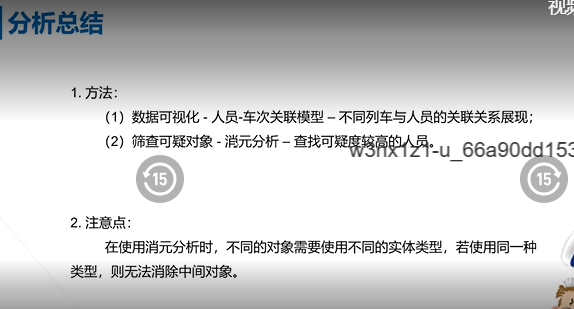 视频
分析总结
1. 方法：
（1）数据可视化 - 人员-车次关联模型 – 不同列车与人员的关联关系展现；
（2）筛查可疑对象 - 消元分析 – 查找可疑度较高的人员。
w3nx1z1-u_66a90dd153
15
15
2. 注意点：
在使用消元分析时，不同的对象需要使用不同的实体类型，若使用同一种
类型，则无法消除中间对象。